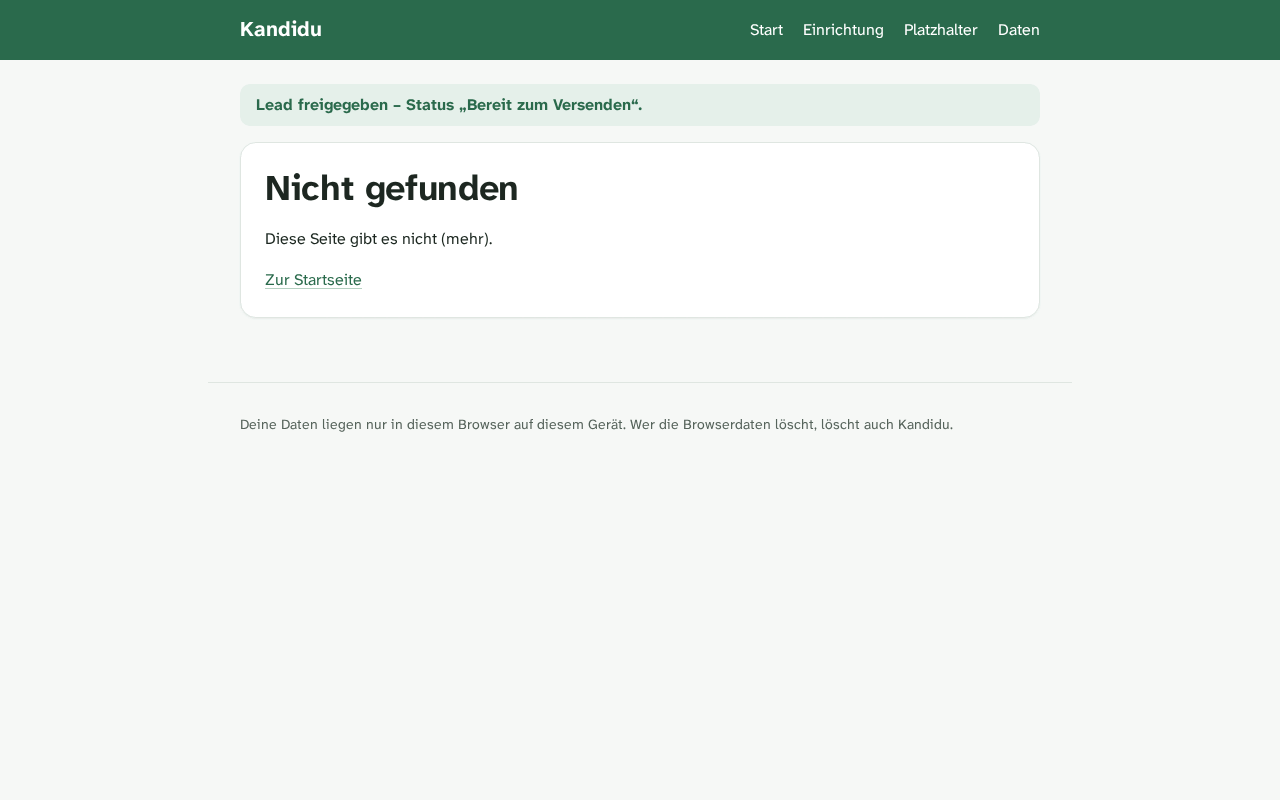 Kandidu
Start Einrichtung Platzhalter Daten
Lead freigegeben – Status „Bereit zum Versenden“.
Nicht gefunden
Diese Seite gibt es nicht (mehr).
Zur Startseite
Deine Daten liegen nur in diesem Browser auf diesem Gerät. Wer die Browserdaten löscht, löscht auch Kandidu.